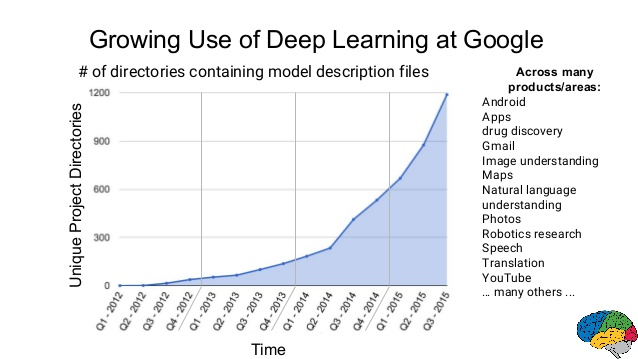 Growing Use of Deep Learning at Google
# of directories containing model description files
Unique Project Directories
1200
900
600
300
0
Q1 - 2012
Q2 - 2012
Q3 - 2012
Q4 - 2012
Q1 - 2013
Q2 - 2013
Q3 - 2013
Q4 - 2013
Q1 - 2014
Q2 - 2014
Q3 - 2014
Q4 - 2014
Q1 - 2015
Q2 - 2015
Q3 - 2015
Time
Across many
products/areas:
Android
Apps
drug discovery
Gmail
Image understanding
Maps
Natural language
understanding
Photos
Robotics research
Speech
Translation
YouTube
... many others ...